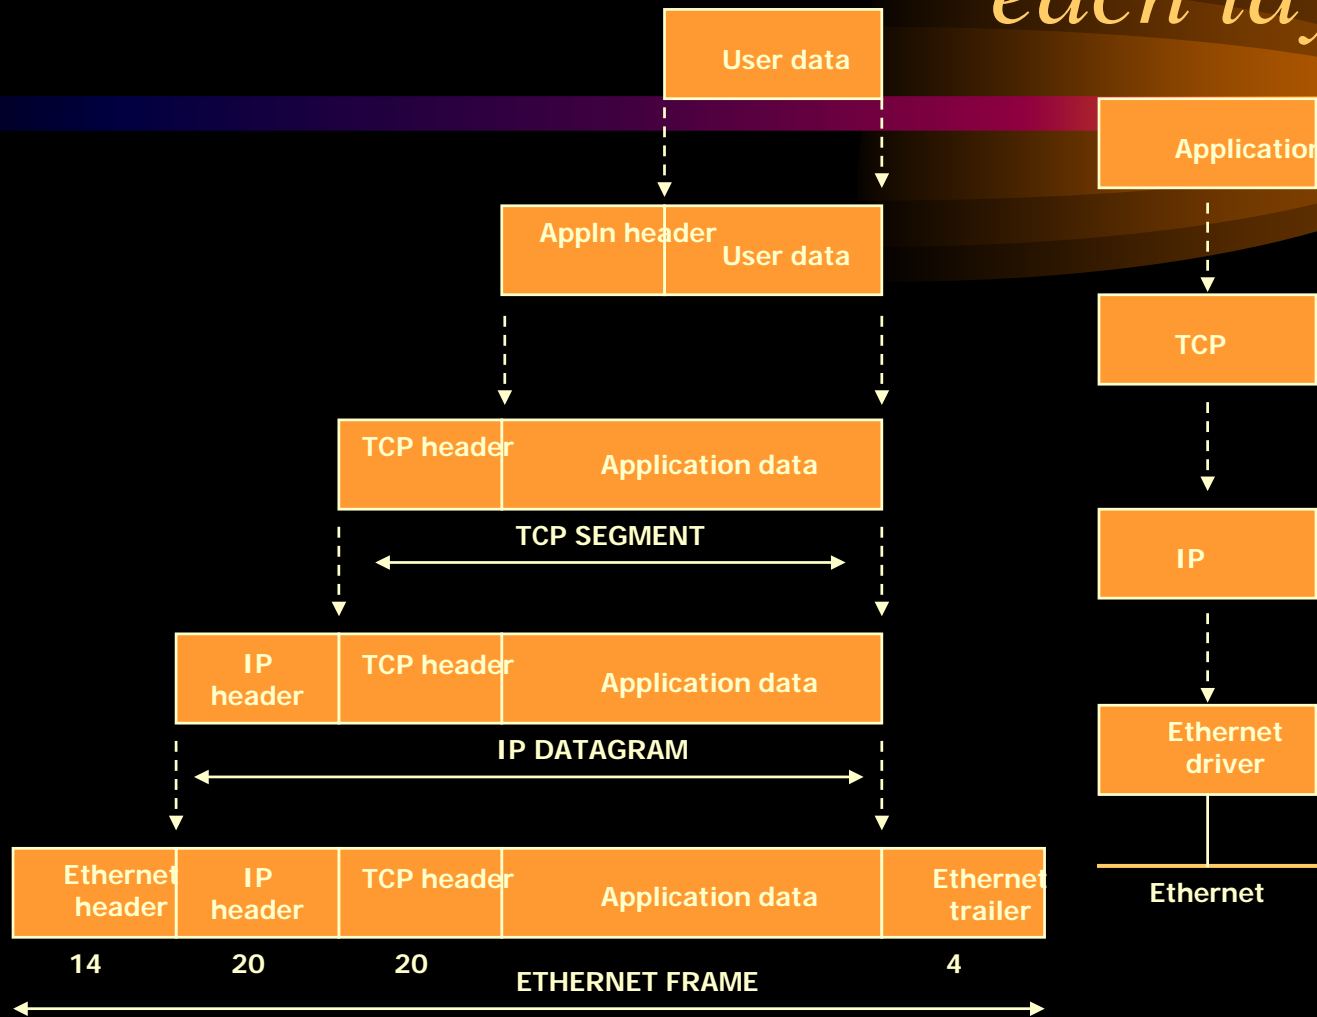 each
User data
Application
Appln header
User data
TCP
TCP header
Application data
TCP SEGMENT
IP
IP
header
TCP header
Application data
IP DATAGRAM
Ethernet
driver
Ethernet
header
IP
header
TCP header
Application data
Ethernet
trailer
Ethernet
14
20
20
4
ETHERNET FRAME